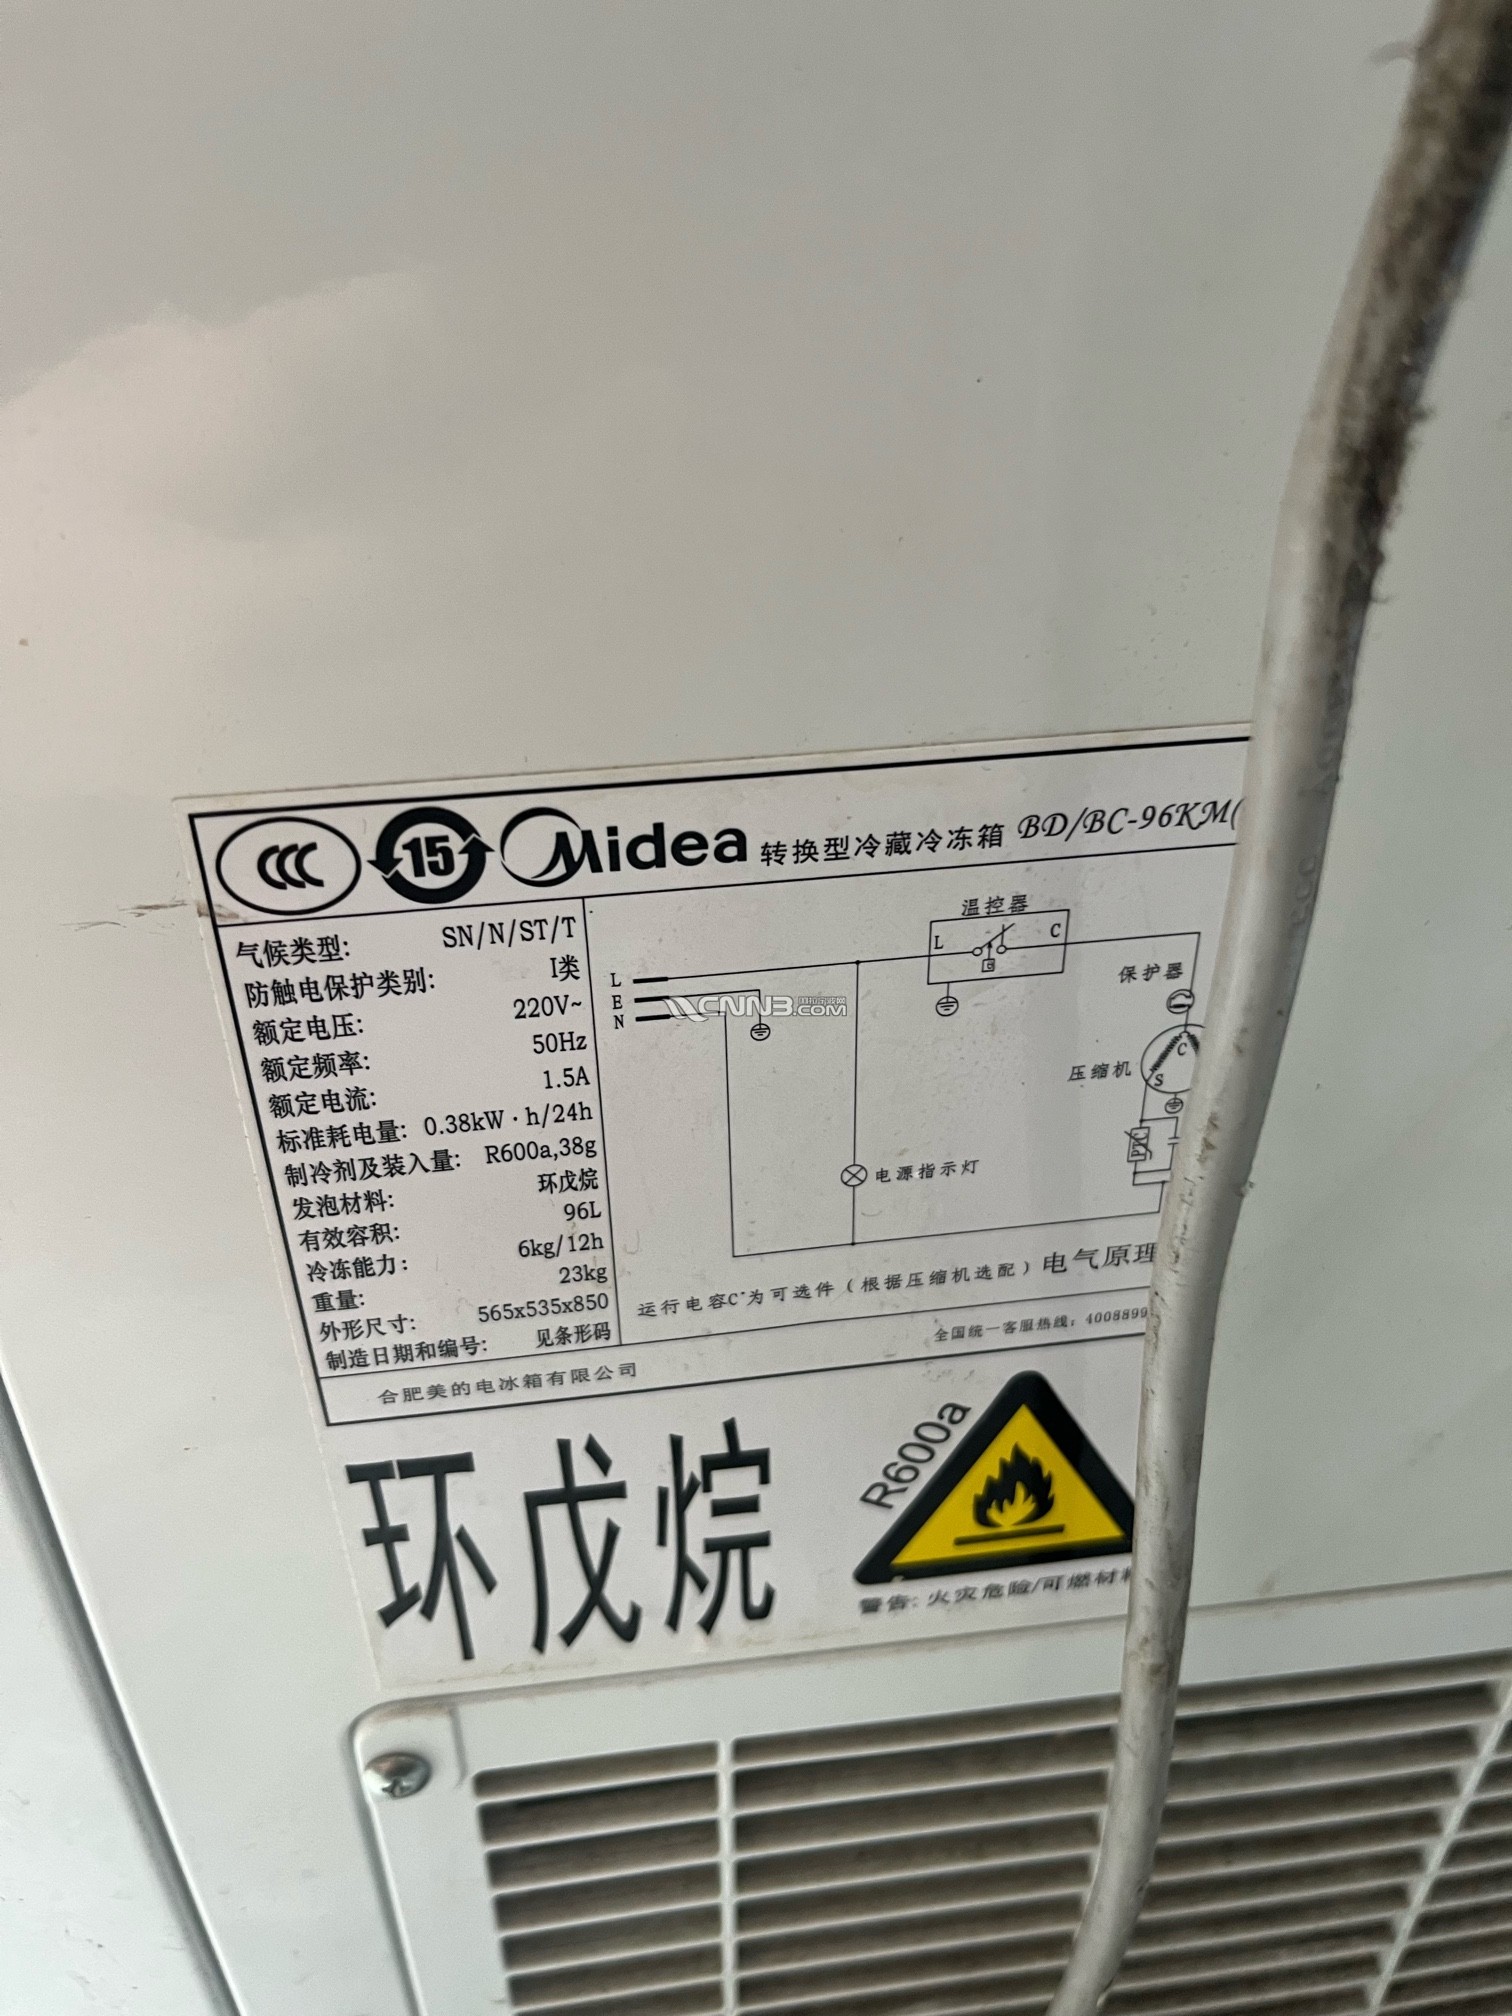 CCC 15 Midea 转换型冷藏冷冻箱 BD/BC-96KM(
气候类型: SN/N/ST/T
防触电保护类别: I类
额定电压: 220V~
额定频率: 50Hz
额定电流: 1.5A
标准耗电量: 0.38kW·h/24h
制冷剂及装入量: R600a,38g
发泡材料: 环戊烷
有效容积: 96L
冷冻能力: 6kg/12h
重量: 23kg
外形尺寸: 565x535x850
制造日期和编号: 见条形码
温控器
L C
L
E
N
保护器
压缩机
C
S
PTC
电源指示灯
运行电容C*为可选件（根据压缩机选配）电气原理
全国统一客服热线: 4008899
合肥美的电冰箱有限公司
环戊烷
R600a
警告: 火灾危险/可燃材料
CNN3.COM